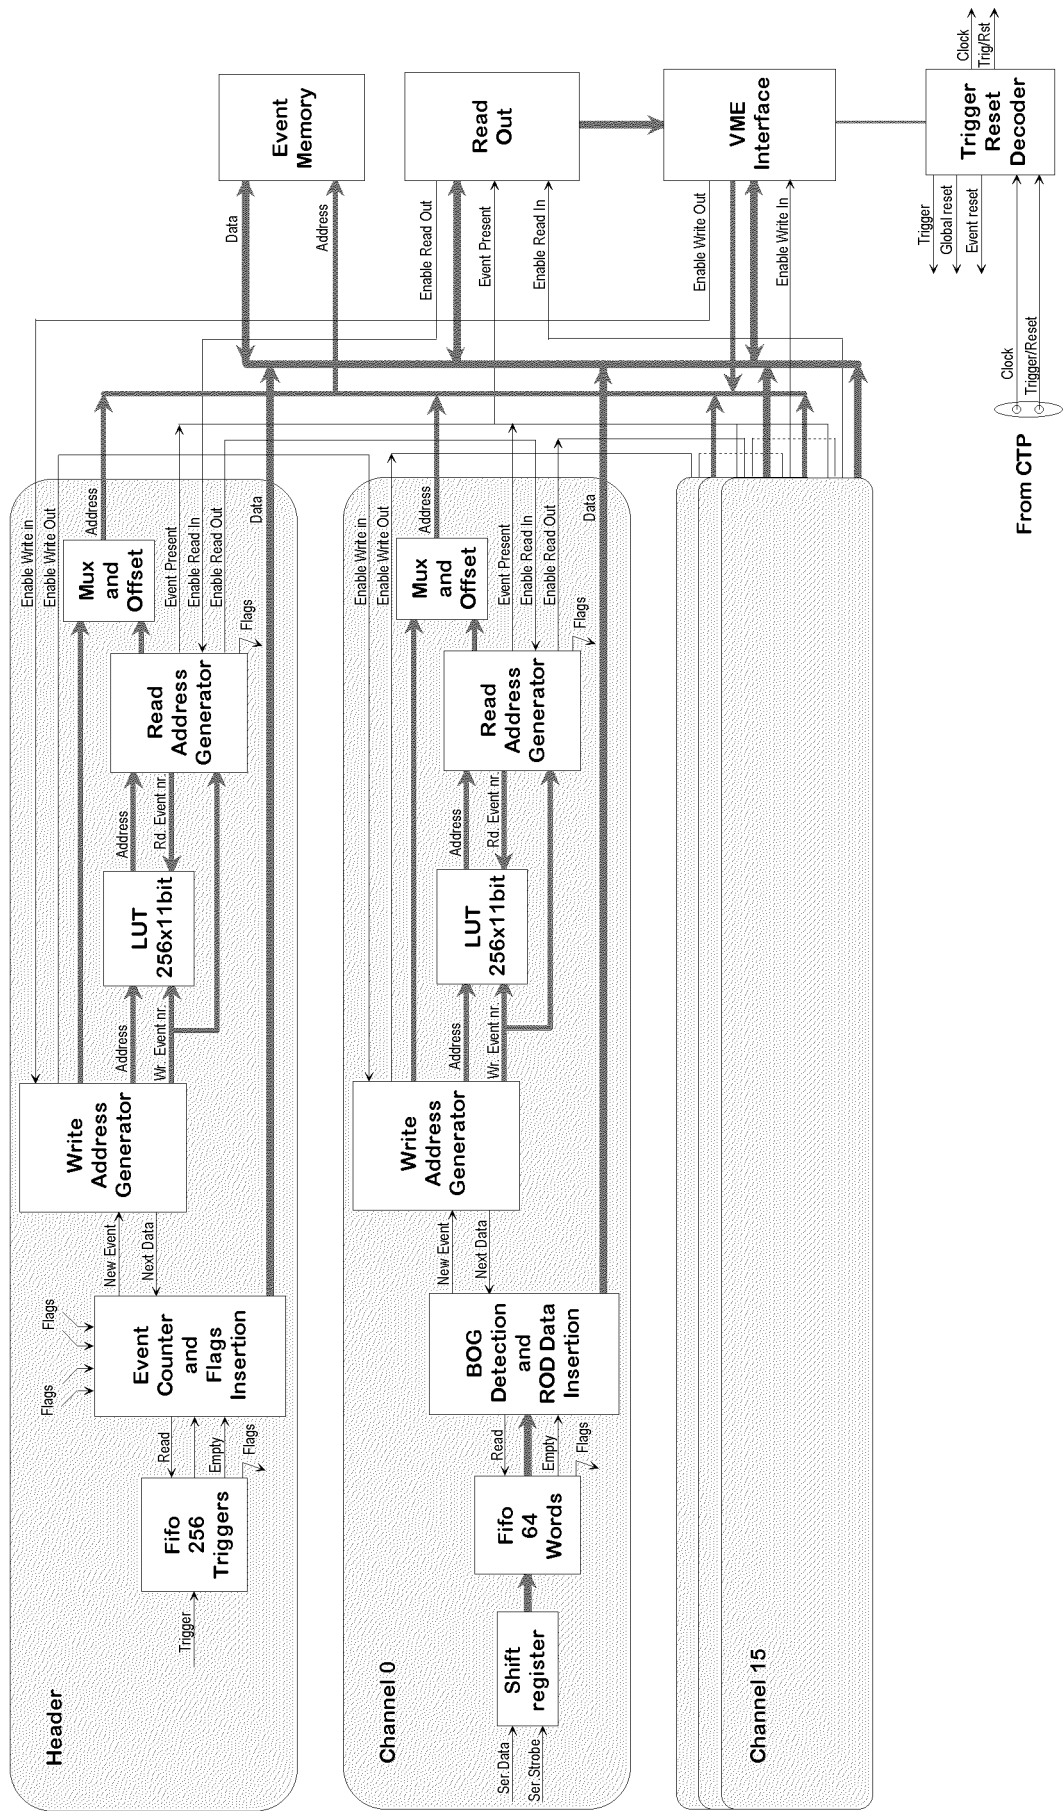 Header
Trigger
Fifo
256
Triggers
Read
Empty
Flags
Flags
Flags
Event
Counter
and
Flags
Insertion
New Event
Next Data
Write
Address
Generator
Address
Wr. Event nr.
LUT
256x11bit
Address
Rd. Event nr.
Read
Address
Generator
Flags
Mux
and
Offset
Enable Write in
Enable Write Out
Address
Event Present
Enable Read In
Enable Read Out
Data
Channel 0
Ser.Data
Ser.Strobe
Shift
register
Fifo
64
Words
Read
Empty
Flags
BOG
Detection
and
ROD Data
Insertion
New Event
Next Data
Write
Address
Generator
Address
Wr. Event nr.
LUT
256x11bit
Address
Rd. Event nr.
Read
Address
Generator
Flags
Mux
and
Offset
Enable Write in
Enable Write Out
Address
Event Present
Enable Read In
Enable Read Out
Data
Channel 15
Data
Address
Event
Memory
Enable Read Out
Event Present
Enable Read In
Read
Out
Enable Write Out
Enable Write In
VME
Interface
Trigger
Global reset
Event reset
Trigger
Reset
Decoder
Clock
Trig/Rst
Clock
Trigger/Reset
From CTP